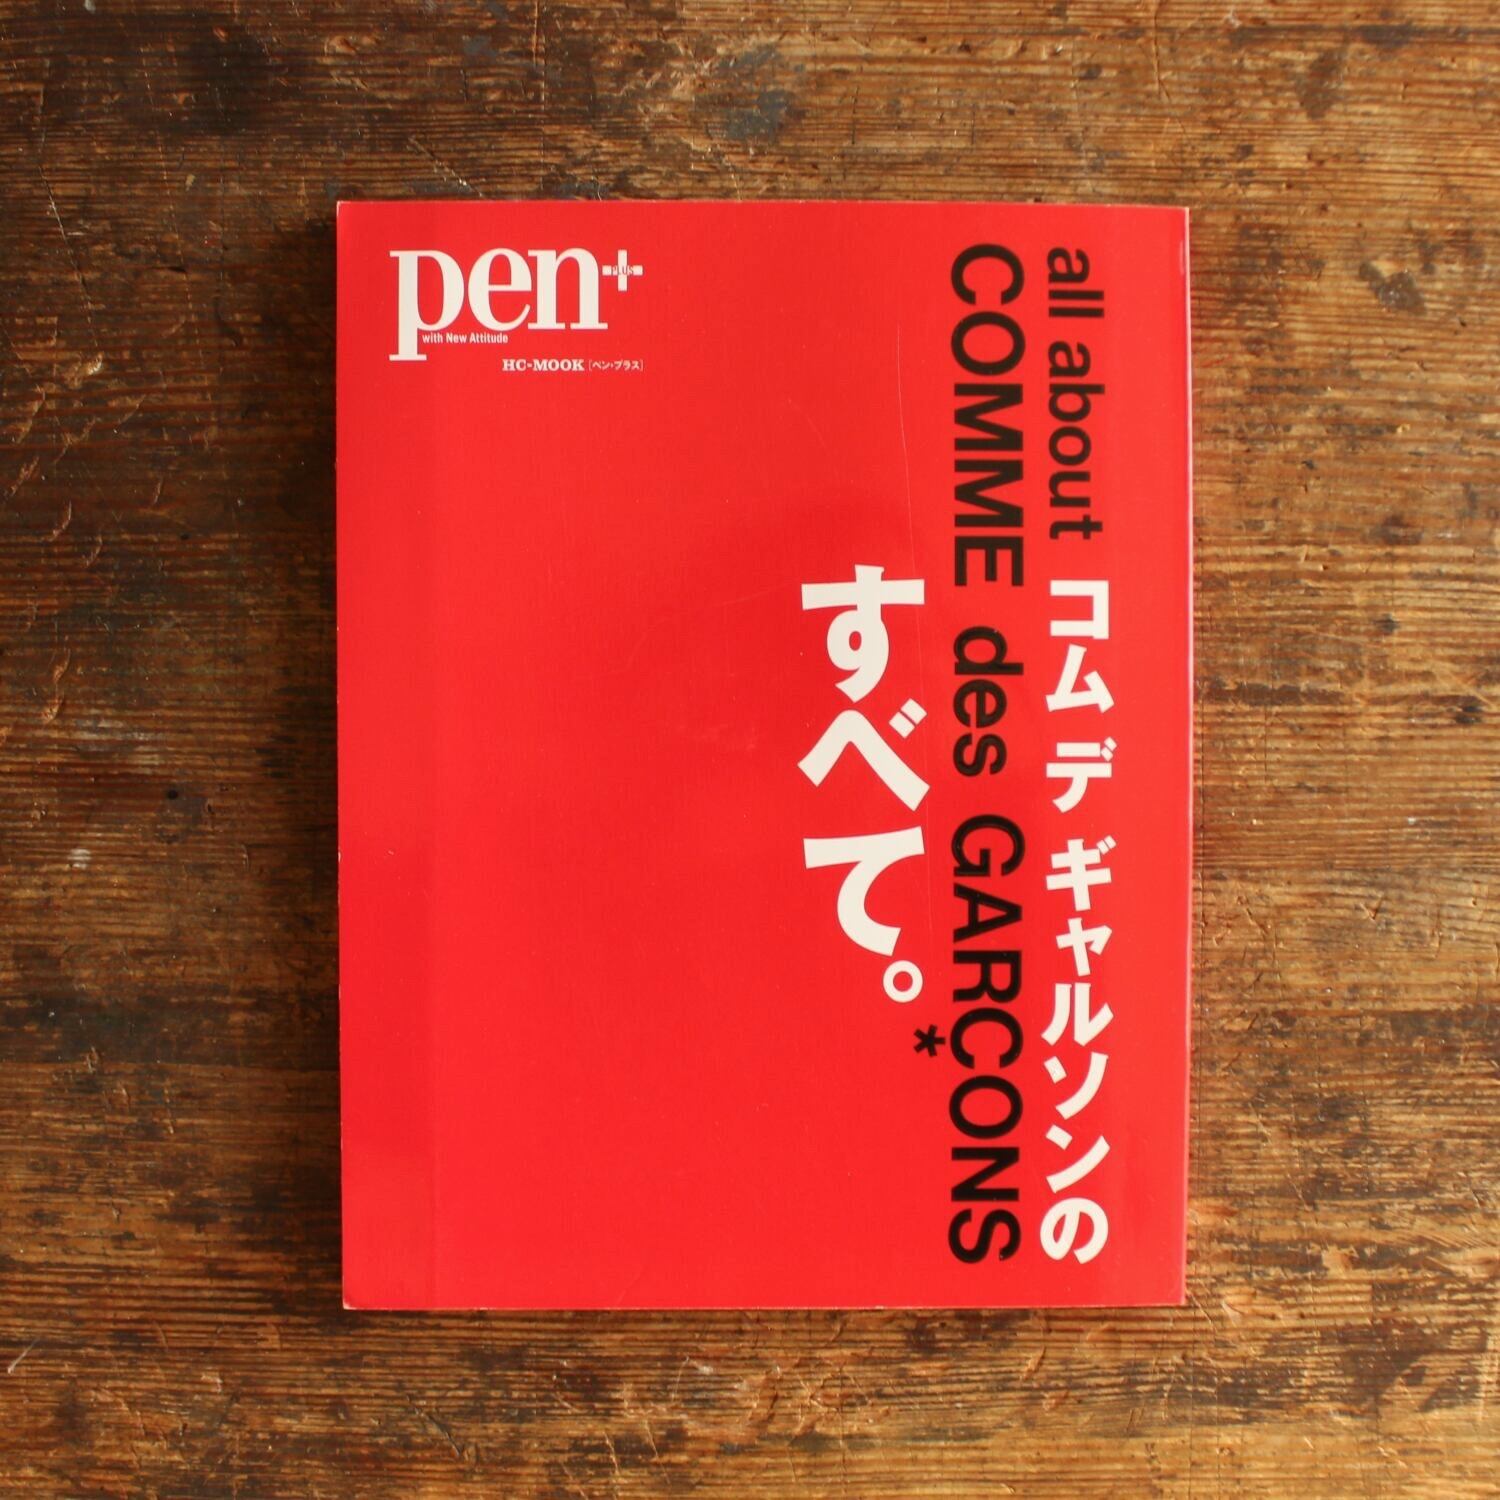 pen+
PLUS
with New Attitude
HC-MOOK [ペン・プラス]
all about コム デ ギャルソンの
COMME des GARÇONS
すべて。
*